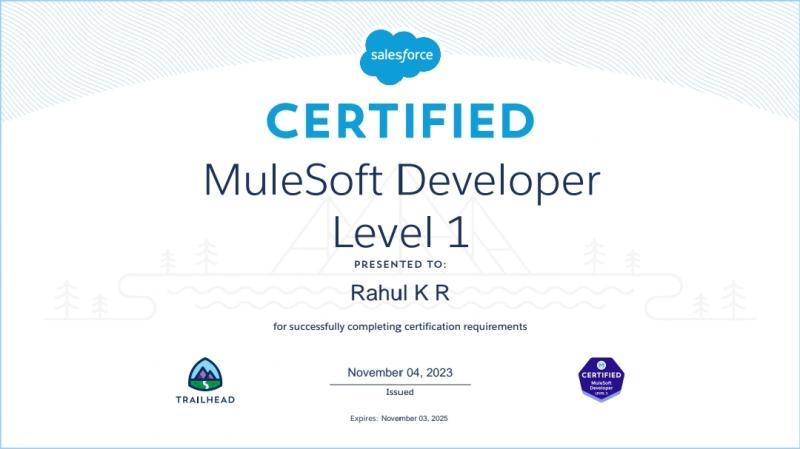 salesforce
CERTIFIED
MuleSoft Developer
Level 1
PRESENTED TO:
Rahul K R
for successfully completing certification requirements
TRAILHEAD
November 04, 2023
Issued
Expires: November 03, 2025
CERTIFIED
MuleSoft
Developer
LEVEL 1